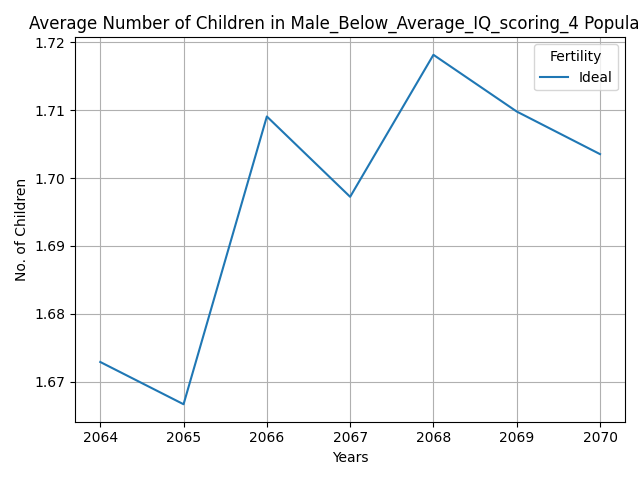 Average Number of Children in Male_Below_Average_IQ_scoring_4 Popula
1.72
Fertility
Ideal
1.71
1.70
1.69
1.68
1.67
No. of Children
2064 2065 2066 2067 2068 2069 2070
Years